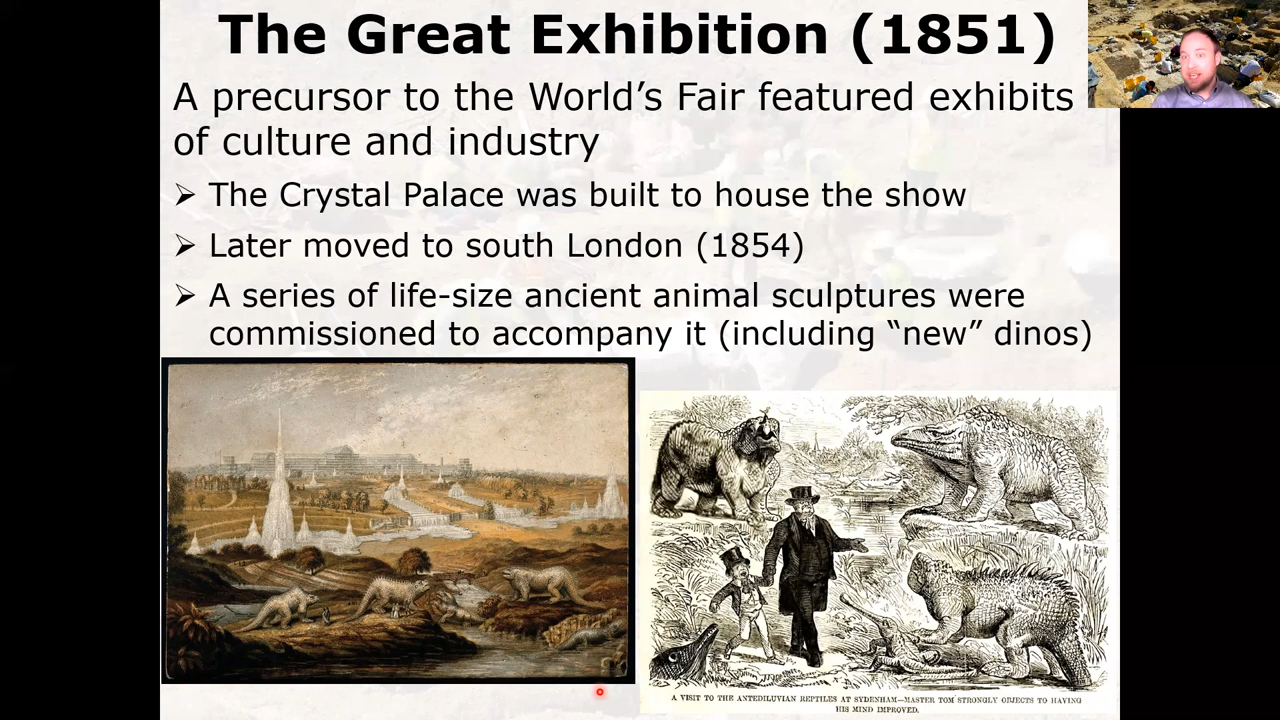 The Great Exhibition (1851)
A precursor to the World’s Fair featured exhibits
of culture and industry
➢ The Crystal Palace was built to house the show
➢ Later moved to south London (1854)
➢ A series of life-size ancient animal sculptures were
commissioned to accompany it (including “new” dinos)
A VISIT TO THE ANTEDILUVIAN REPTILES AT SYDENHAM—MASTER TOM STRONGLY OBJECTS TO HAVING
HIS MIND IMPROVED.